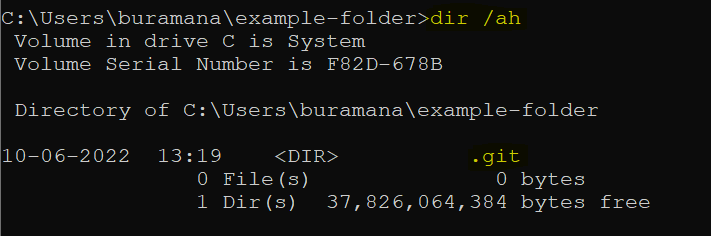 C:\Users\buramana\example-folder>dir /ah
Volume in drive C is System
Volume Serial Number is F82D-678B
Directory of C:\Users\buramana\example-folder
10-06-2022  13:19    <DIR>          .git
0 File(s)              0 bytes
1 Dir(s)  37,826,064,384 bytes free